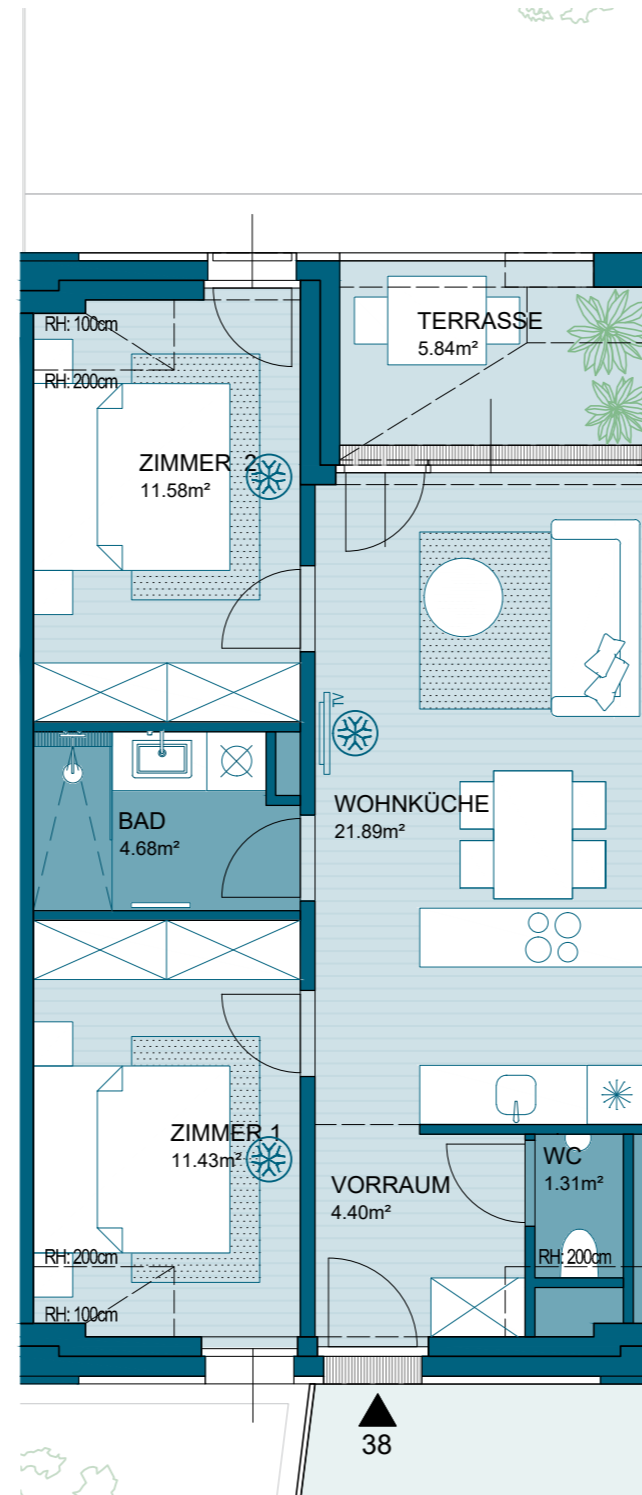 RH: 100cm
RH: 200cm
TERRASSE
5.84m²
ZIMMER 2
11.58m²
TV
WOHNKÜCHE
21.89m²
BAD
4.68m²
ZIMMER 1
11.43m²
VORRAUM
4.40m²
WC
1.31m²
RH: 200cm
RH: 200cm
RH: 100cm
38